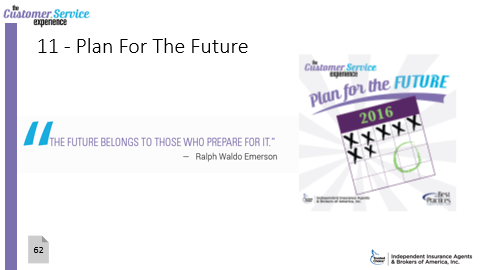 the
Customer Service
experience
11 - Plan For The Future
the
Customer Service
experience
Plan for the FUTURE
2016
"THE FUTURE BELONGS TO THOSE WHO PREPARE FOR IT."
— Ralph Waldo Emerson
Independent Insurance Agents
& Brokers of America, Inc.
Best
Practices
62
Independent Insurance Agents
& Brokers of America, Inc.